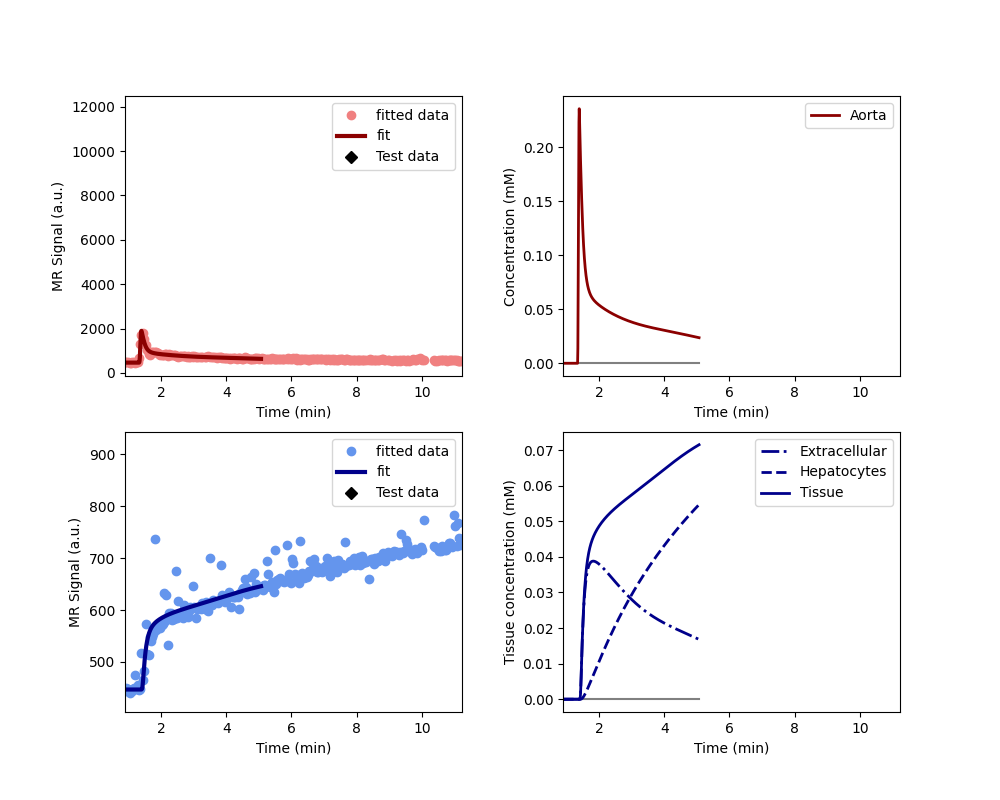 12000
10000
8000
6000
4000
2000
0
MR Signal (a.u.)
2 4 6 8 10
Time (min)
fitted data
fit
Test data
0.20
0.15
0.10
0.05
0.00
Concentration (mM)
2 4 6 8 10
Time (min)
Aorta
900
800
700
600
500
MR Signal (a.u.)
2 4 6 8 10
Time (min)
fitted data
fit
Test data
0.07
0.06
0.05
0.04
0.03
0.02
0.01
0.00
Tissue concentration (mM)
2 4 6 8 10
Time (min)
Extracellular
Hepatocytes
Tissue